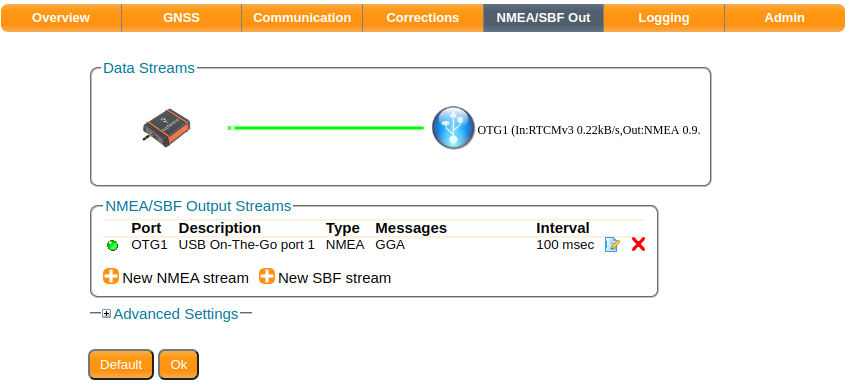 Overview GNSS Communication Corrections NMEA/SBF Out Logging Admin
Data Streams
OTG1 (In:RTCMv3 0.22kB/s,Out:NMEA 0.9.
NMEA/SBF Output Streams
Port Description Type Messages Interval
OTG1 USB On-The-Go port 1 NMEA GGA 100 msec
New NMEA stream New SBF stream
Advanced Settings
Default Ok